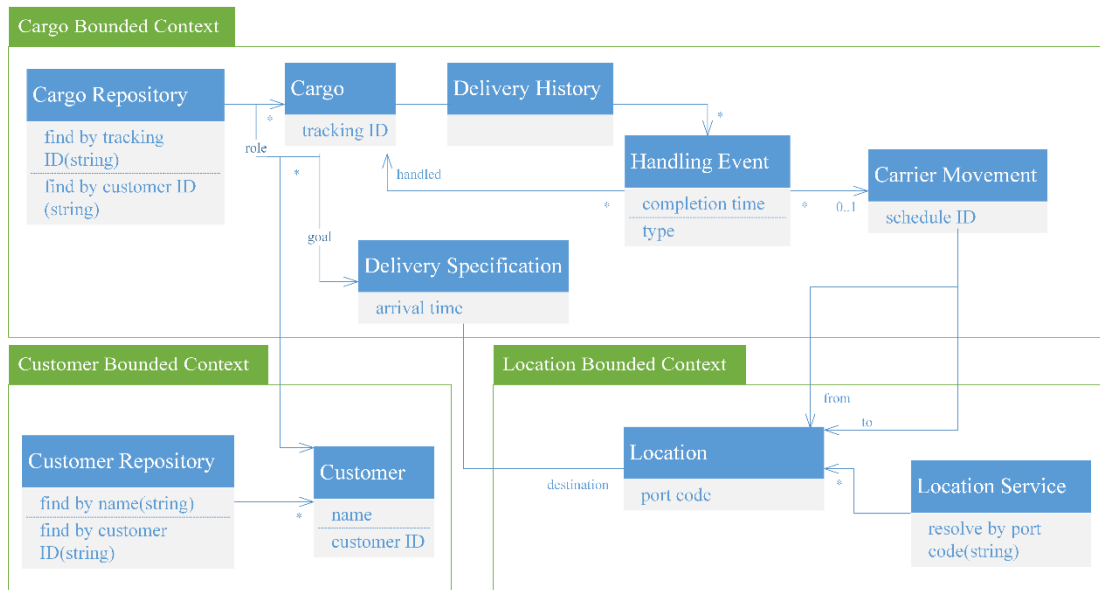 Cargo Bounded Context
Cargo Repository
find by tracking
ID(string)
find by customer ID
(string)
Cargo
tracking ID
Delivery History
*
*
role
*
handled
*
Handling Event
completion time
type
*
0..1
Carrier Movement
schedule ID
goal
Delivery Specification
arrival time
Customer Bounded Context
Customer Repository
find by name(string)
find by customer
ID(string)
*
Customer
name
customer ID
Location Bounded Context
from
to
destination
Location
port code
*
Location Service
resolve by port
code(string)